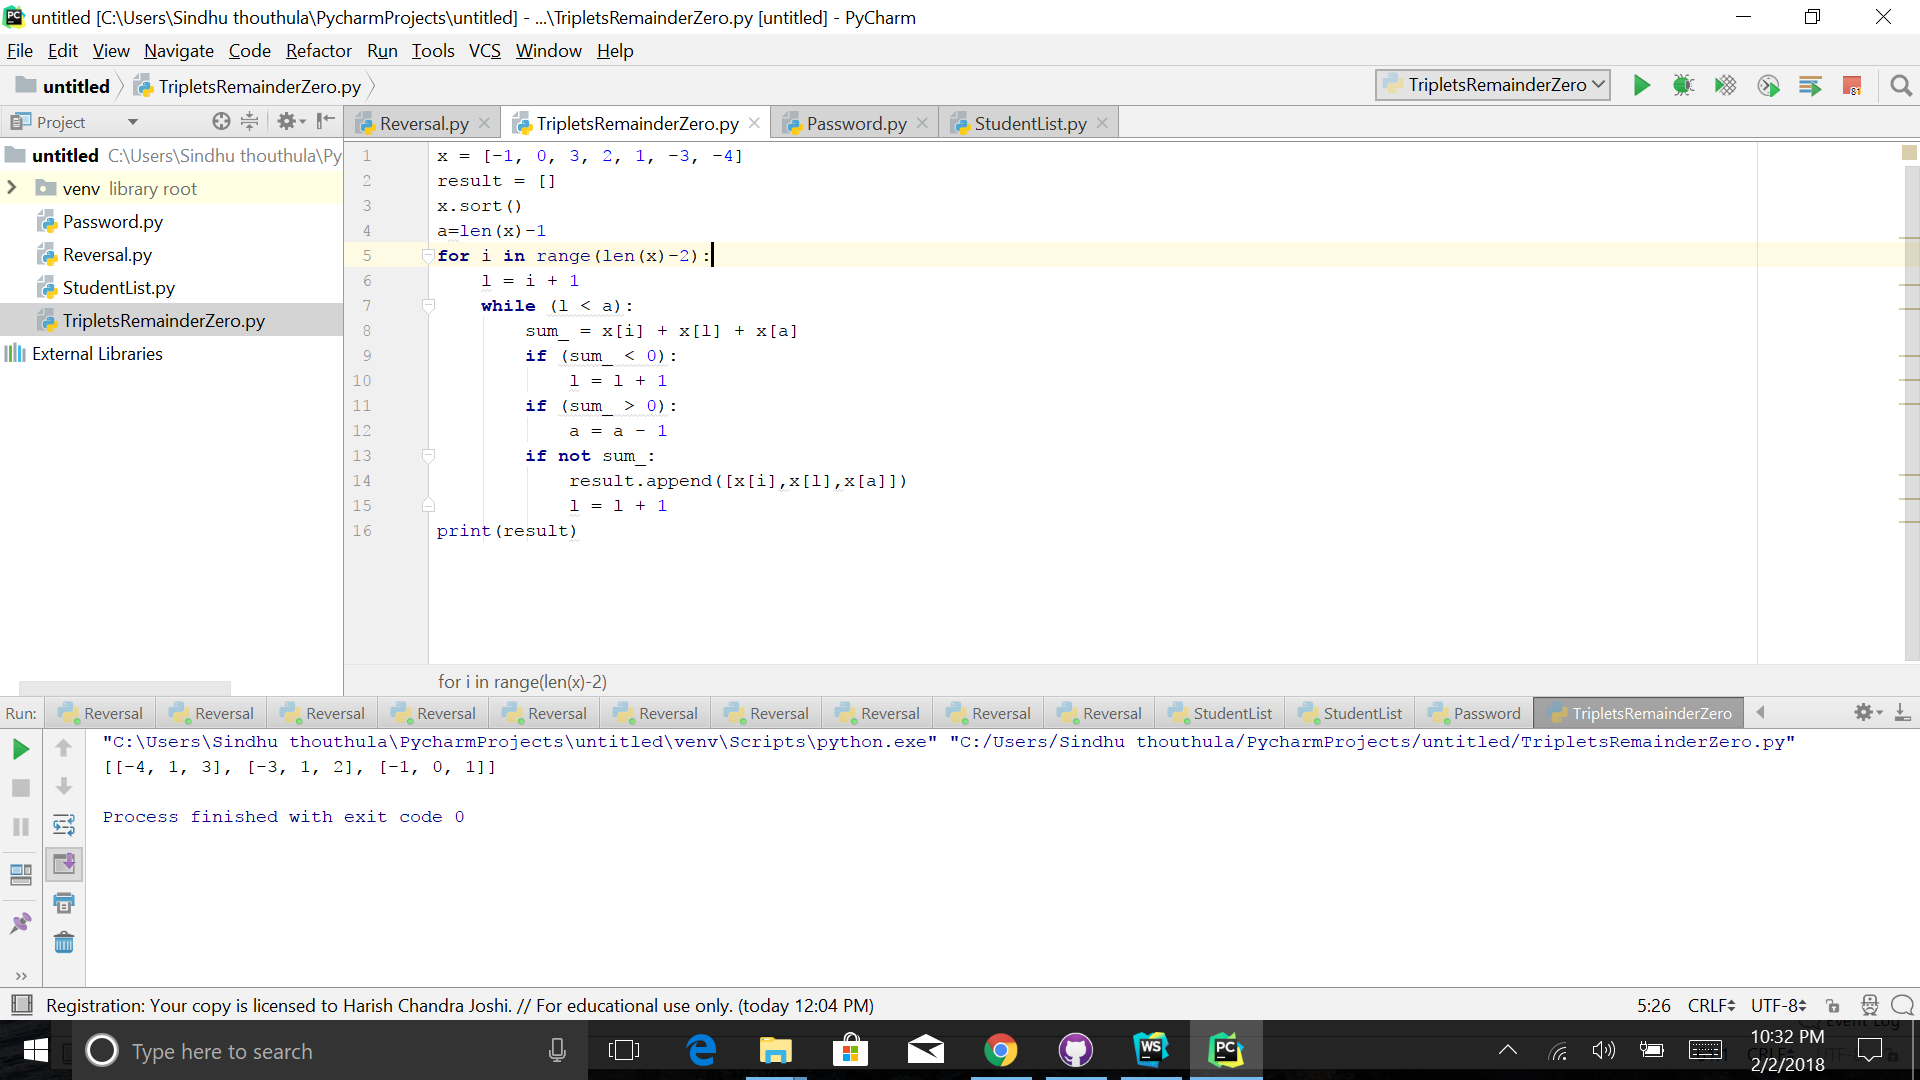 untitled [C:\Users\Sindhu thouthula\PycharmProjects\untitled] - ...\TripletsRemainderZero.py [untitled] - PyCharm
File Edit View Navigate Code Refactor Run Tools VCS Window Help
untitled TripletsRemainderZero.py TripletsRemainderZero
Project Reversal.py TripletsRemainderZero.py Password.py StudentList.py
untitled C:\Users\Sindhu thouthula\Py
venv library root
Password.py
Reversal.py
StudentList.py
TripletsRemainderZero.py
External Libraries
1 x = [-1, 0, 3, 2, 1, -3, -4]
2 result = []
3 x.sort()
4 a=len(x)-1
5 for i in range(len(x)-2):
6 l = i + 1
7 while (l < a):
8 sum_ = x[i] + x[l] + x[a]
9 if (sum_ < 0):
10 l = l + 1
11 if (sum_ > 0):
12 a = a - 1
13 if not sum_:
14 result.append([x[i],x[l],x[a]])
15 l = l + 1
16 print(result)
for i in range(len(x)-2)
Run: Reversal Reversal Reversal Reversal Reversal Reversal Reversal Reversal Reversal Reversal StudentList StudentList Password TripletsRemainderZero
"C:\Users\Sindhu thouthula\PycharmProjects\untitled\venv\Scripts\python.exe" "C:/Users/Sindhu thouthula/PycharmProjects/untitled/TripletsRemainderZero.py"
[[-4, 1, 3], [-3, 1, 2], [-1, 0, 1]]
Process finished with exit code 0
Registration: Your copy is licensed to Harish Chandra Joshi. // For educational use only. (today 12:04 PM) 5:26 CRLF UTF-8
Event Log
Type here to search WS PC 10:32 PM
2/2/2018